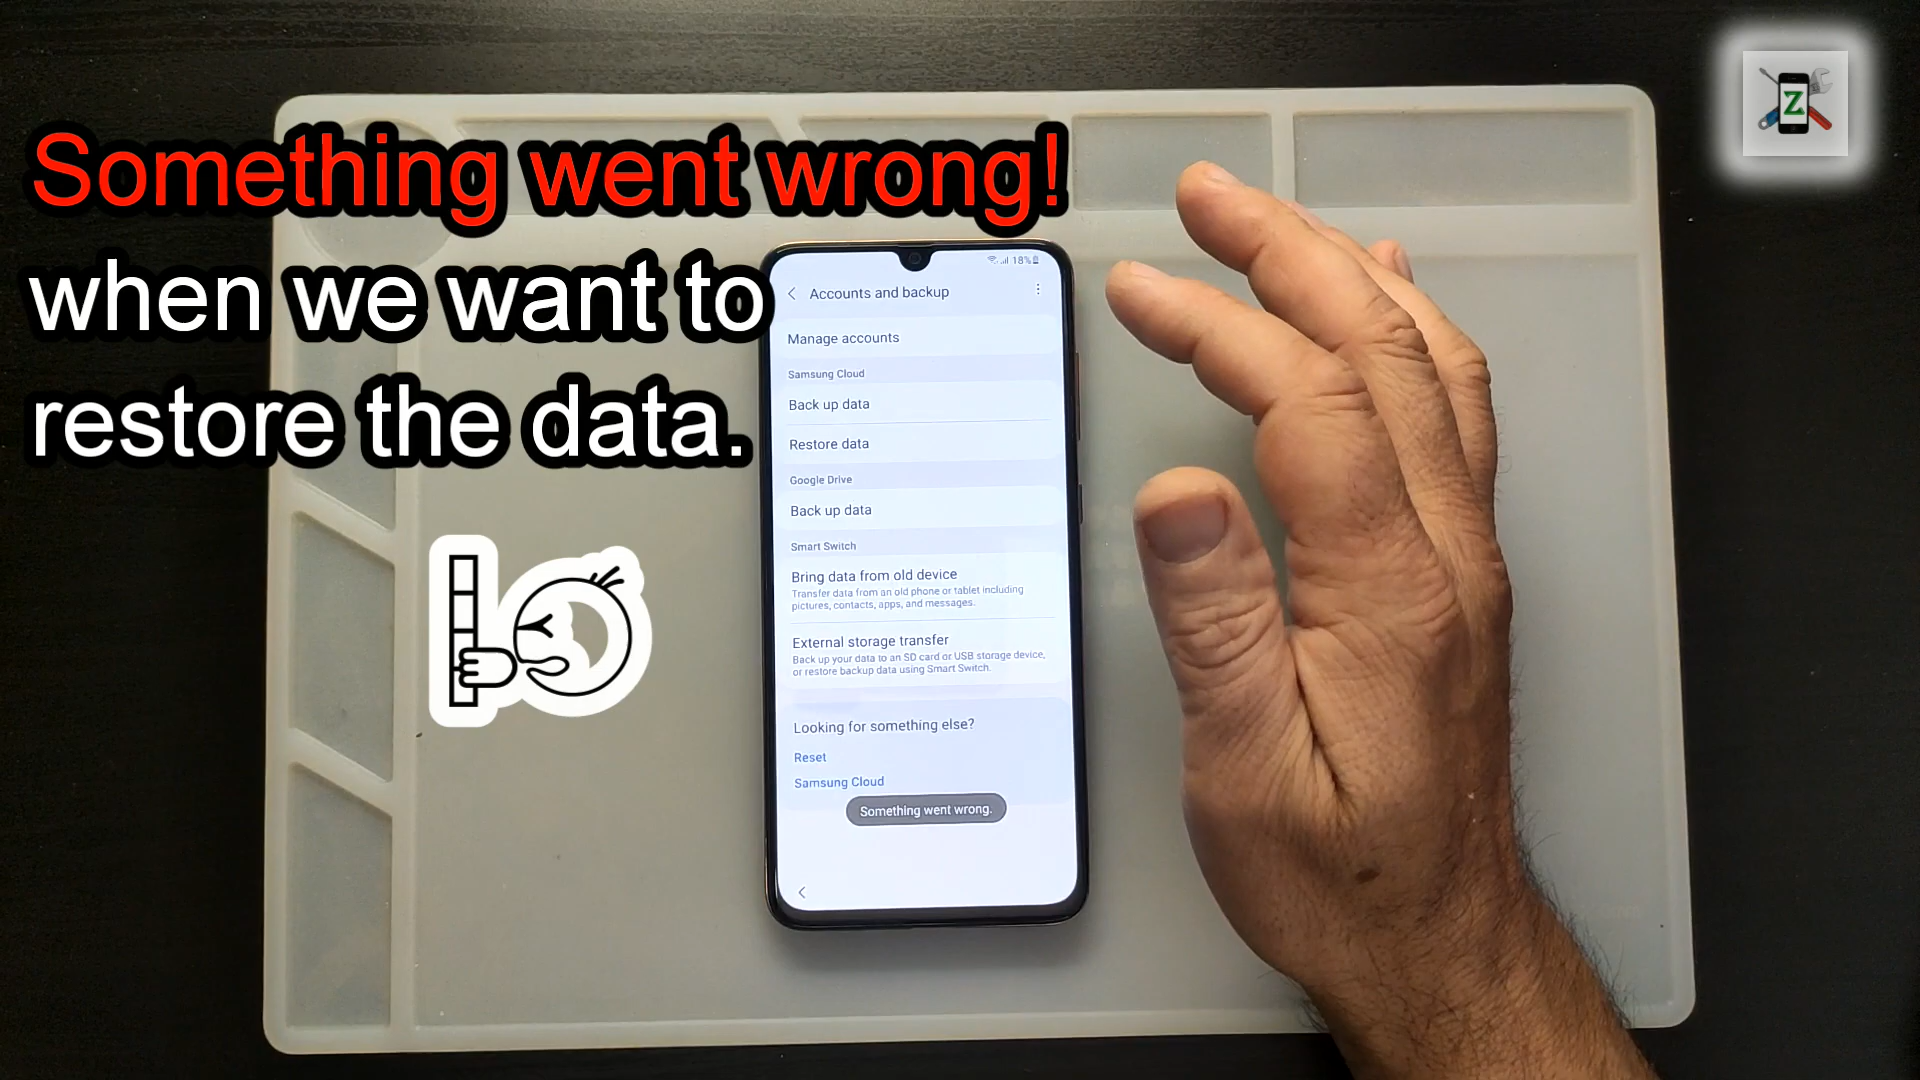 Something went wrong!
when we want to
restore the data.
Z
18%
Accounts and backup
Manage accounts
Samsung Cloud
Back up data
Restore data
Google Drive
Back up data
Smart Switch
Bring data from old device
Transfer data from an old phone or tablet including
pictures, contacts, apps, and messages.
External storage transfer
Back up your data to an SD card or USB storage device,
or restore backup data using Smart Switch.
Looking for something else?
Reset
Samsung Cloud
Something went wrong.